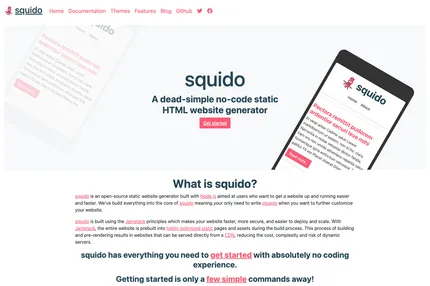 squido Home Documentation Themes Features Blog Github
squido
A dead-simple no-code static
HTML website generator
Get started
squido
Home About
What is squido?
squido is an open-source static website generator built with Node.js aimed at users who want to get a website up and running easier
and faster. We've build everything into the core of squido meaning your only need to write plugins when you want to further customize
your website.
squido is built using the Jamstack principles which makes your website faster, more secure, and easier to deploy and scale. With
Jamstack, the entire website is prebuilt into highly optimized static pages and assets during the build process. This process of building
and pre-rendering results in websites that can be served directly from a CDN, reducing the cost, complexity and risk of dynamic
servers.
squido has everything you need to get started with absolutely no coding
experience.
Getting started is only a few simple commands away!